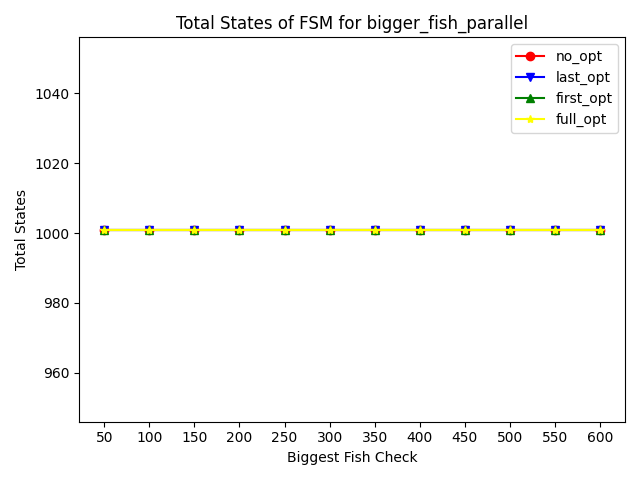 Total States of FSM for bigger_fish_parallel
no_opt
last_opt
first_opt
full_opt
Total States
1040
1020
1000
980
960
50 100 150 200 250 300 350 400 450 500 550 600
Biggest Fish Check